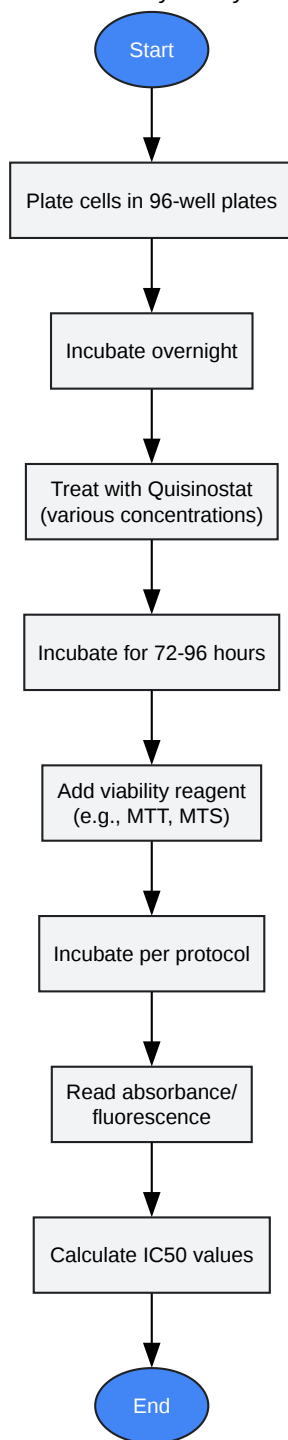 Start
Plate cells in 96-well plates
Incubate overnight
Treat with Quisinostat
(various concentrations)
Incubate for 72-96 hours
Add viability reagent
(e.g., MTT, MTS)
Incubate per protocol
Read absorbance/
fluorescence
Calculate IC50 values
End